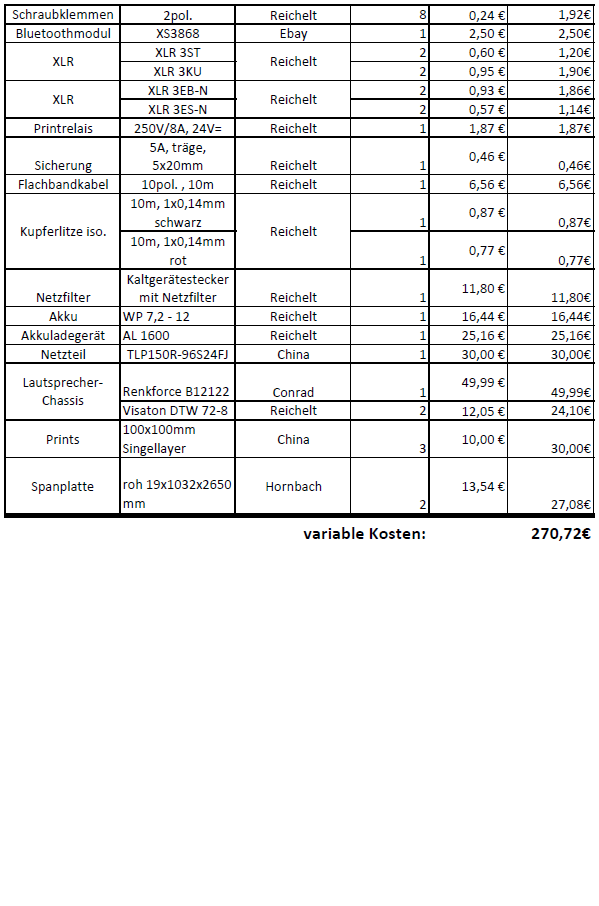 Schraubklemmen 2pol. Reichelt 8 0,24 € 1,92€
Bluetoothmodul XS3868 Ebay 1 2,50 € 2,50€
XLR XLR 3ST Reichelt 2 0,60 € 1,20€
XLR 3KU 2 0,95 € 1,90€
XLR XLR 3EB-N Reichelt 2 0,93 € 1,86€
XLR 3ES-N 2 0,57 € 1,14€
Printrelais 250V/8A, 24V= Reichelt 1 1,87 € 1,87€
5A, träge,
Sicherung 5x20mm Reichelt 1 0,46 € 0,46€
Flachbandkabel 10pol. , 10m Reichelt 1 6,56 € 6,56€
Kupferlitze iso. 10m, 1x0,14mm
schwarz Reichelt 1 0,87 € 0,87€
10m, 1x0,14mm
rot 1 0,77 € 0,77€
Kaltgerätestecker
Netzfilter mit Netzfilter Reichelt 1 11,80 € 11,80€
Akku WP 7,2 - 12 Reichelt 1 16,44 € 16,44€
Akkuladegerät AL 1600 Reichelt 1 25,16 € 25,16€
Netzteil TLP150R-96S24FJ China 1 30,00 € 30,00€
Lautsprecher-
Chassis Renkforce B12122 Conrad 1 49,99 € 49,99€
Visaton DTW 72-8 Reichelt 2 12,05 € 24,10€
Prints 100x100mm
Singellayer China 3 10,00 € 30,00€
Spanplatte roh 19x1032x2650
mm Hornbach 2 13,54 € 27,08€
variable Kosten: 270,72€